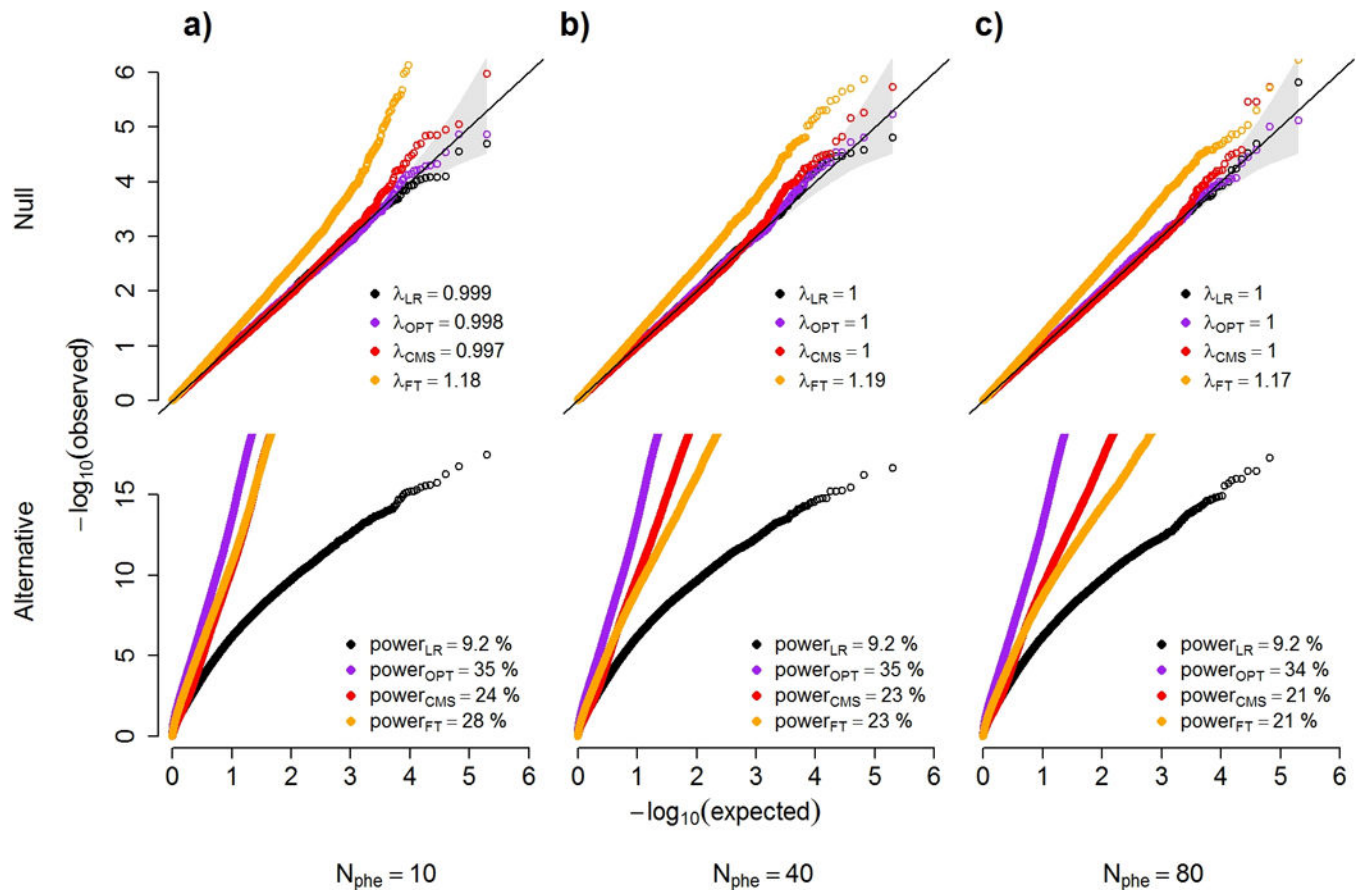 a) b) c)
Null
−log₁₀(observed)
6
5
4
3
2
1
0
λLR = 0.999
λOPT = 0.998
λCMS = 0.997
λFT = 1.18
λLR = 1
λOPT = 1
λCMS = 1
λFT = 1.19
λLR = 1
λOPT = 1
λCMS = 1
λFT = 1.17
Alternative
15
10
5
0
powerLR = 9.2 %
powerOPT = 35 %
powerCMS = 24 %
powerFT = 28 %
powerLR = 9.2 %
powerOPT = 35 %
powerCMS = 23 %
powerFT = 23 %
powerLR = 9.2 %
powerOPT = 34 %
powerCMS = 21 %
powerFT = 21 %
0 1 2 3 4 5 6 0 1 2 3 4 5 6 0 1 2 3 4 5 6
−log₁₀(expected)
Nphe = 10 Nphe = 40 Nphe = 80